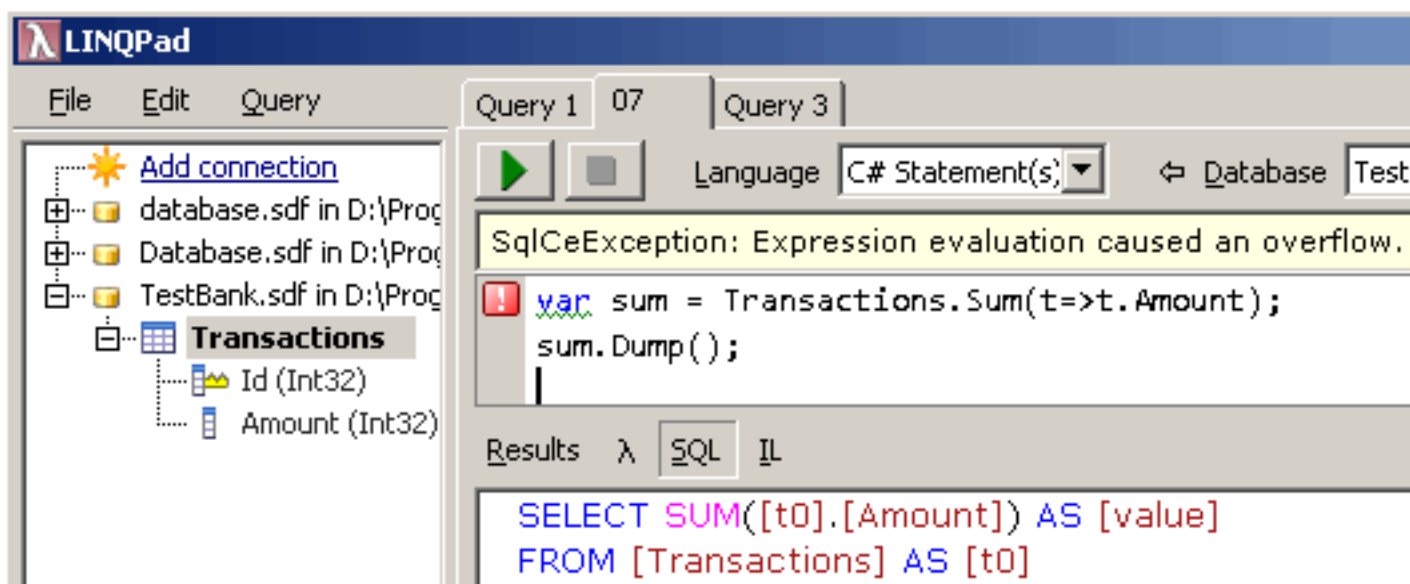 LINQPad
File Edit Query
Query 1 07 Query 3
Add connection
database.sdf in D:\Prog
Database.sdf in D:\Prog
TestBank.sdf in D:\Prog
Transactions
Id (Int32)
Amount (Int32)
Language C# Statement(s) Database Test
SqlCeException: Expression evaluation caused an overflow.
var sum = Transactions.Sum(t=>t.Amount);
sum.Dump();
Results λ SQL IL
SELECT SUM([t0].[Amount]) AS [value]
FROM [Transactions] AS [t0]